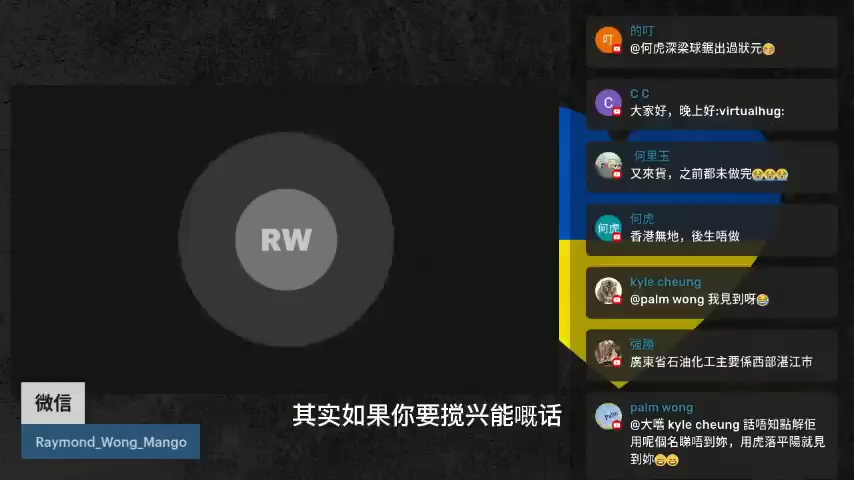 RW
微信
Raymond_Wong_Mango
其实如果你要搅兴能嘅话
的叮
@何虎深梁球鋸出過狀元
C C
大家好，晚上好:virtualhug:
何里玉
又來貨，之前都未做完
何虎
香港無地，後生唔做
kyle cheung
@palm wong 我見到呀
強勝
廣東省石油化工主要係西部湛江市
palm wong
@大嚿 kyle cheung 話唔知點解佢
用呢個名睇唔到妳，用虎落平陽就見
到妳